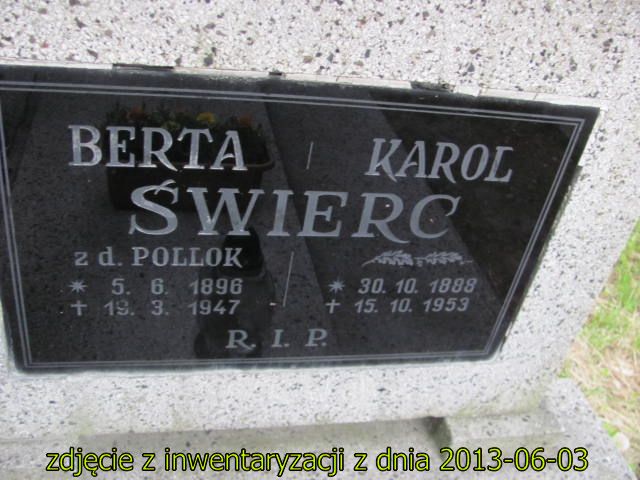 BERTA | KAROL
ŚWIERC
z d. POLLOK
* 5. 6. 1896 * 30. 10. 1888
+ 19. 3. 1947 + 15. 10. 1953
R. I. P.
zdjęcie z inwentaryzacji z dnia 2013-06-03